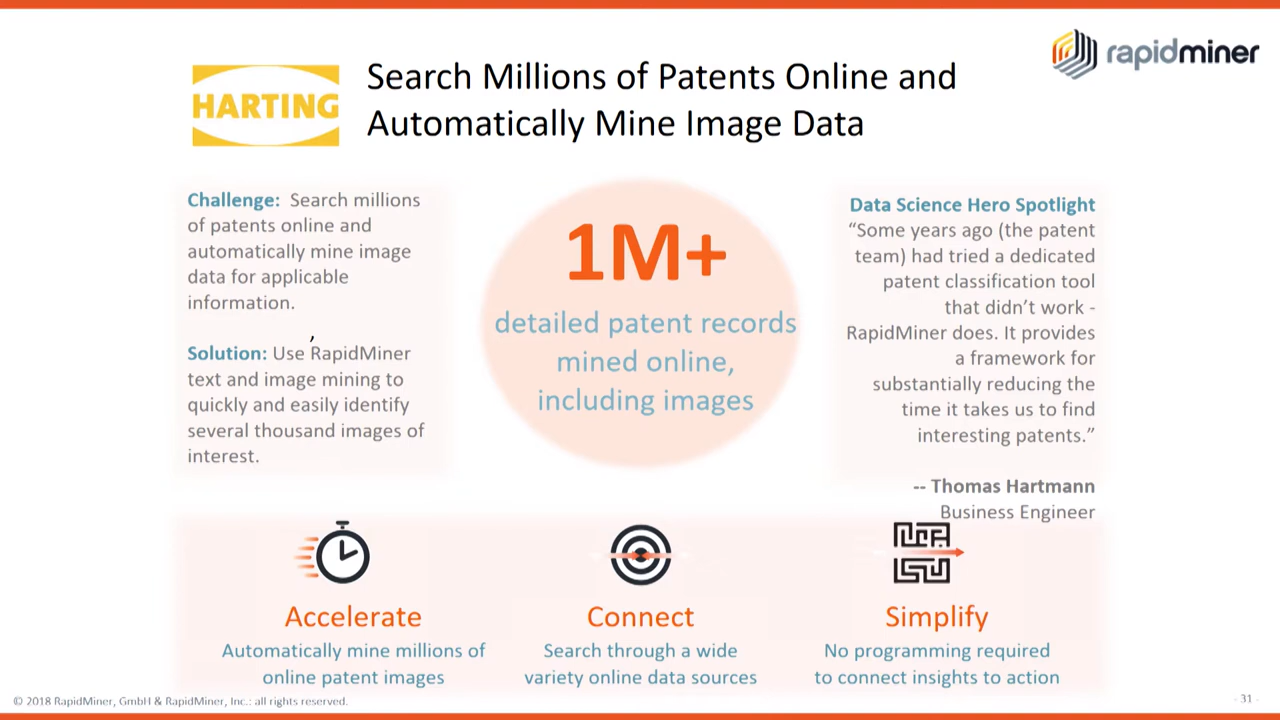 rapidminer
HARTING
Search Millions of Patents Online and
Automatically Mine Image Data
Challenge: Search millions
of patents online and
automatically mine image
data for applicable
information.
,
Solution: Use RapidMiner
text and image mining to
quickly and easily identify
several thousand images of
interest.
1M+
detailed patent records
mined online,
including images
Data Science Hero Spotlight
“Some years ago (the patent
team) had tried a dedicated
patent classification tool
that didn’t work -
RapidMiner does. It provides
a framework for
substantially reducing the
time it takes us to find
interesting patents.”
-- Thomas Hartmann
Business Engineer
Accelerate
Automatically mine millions of
online patent images
Connect
Search through a wide
variety online data sources
Simplify
No programming required
to connect insights to action
© 2018 RapidMiner, GmbH & RapidMiner, Inc.: all rights reserved.
- 31 -